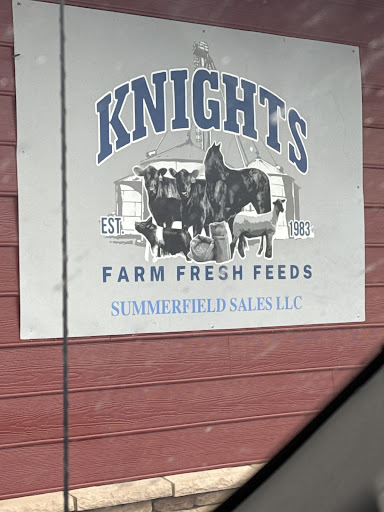 KNIGHTS
EST. 1983
FARM FRESH FEEDS
SUMMERFIELD SALES LLC